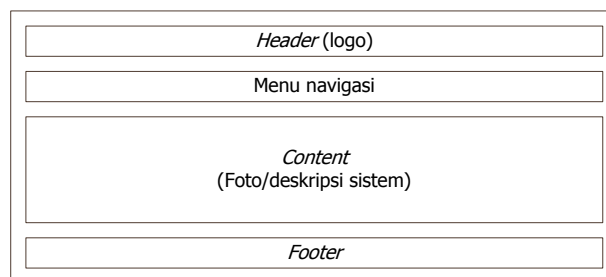 Header (logo)
Menu navigasi
Content
(Foto/deskripsi sistem)
Footer